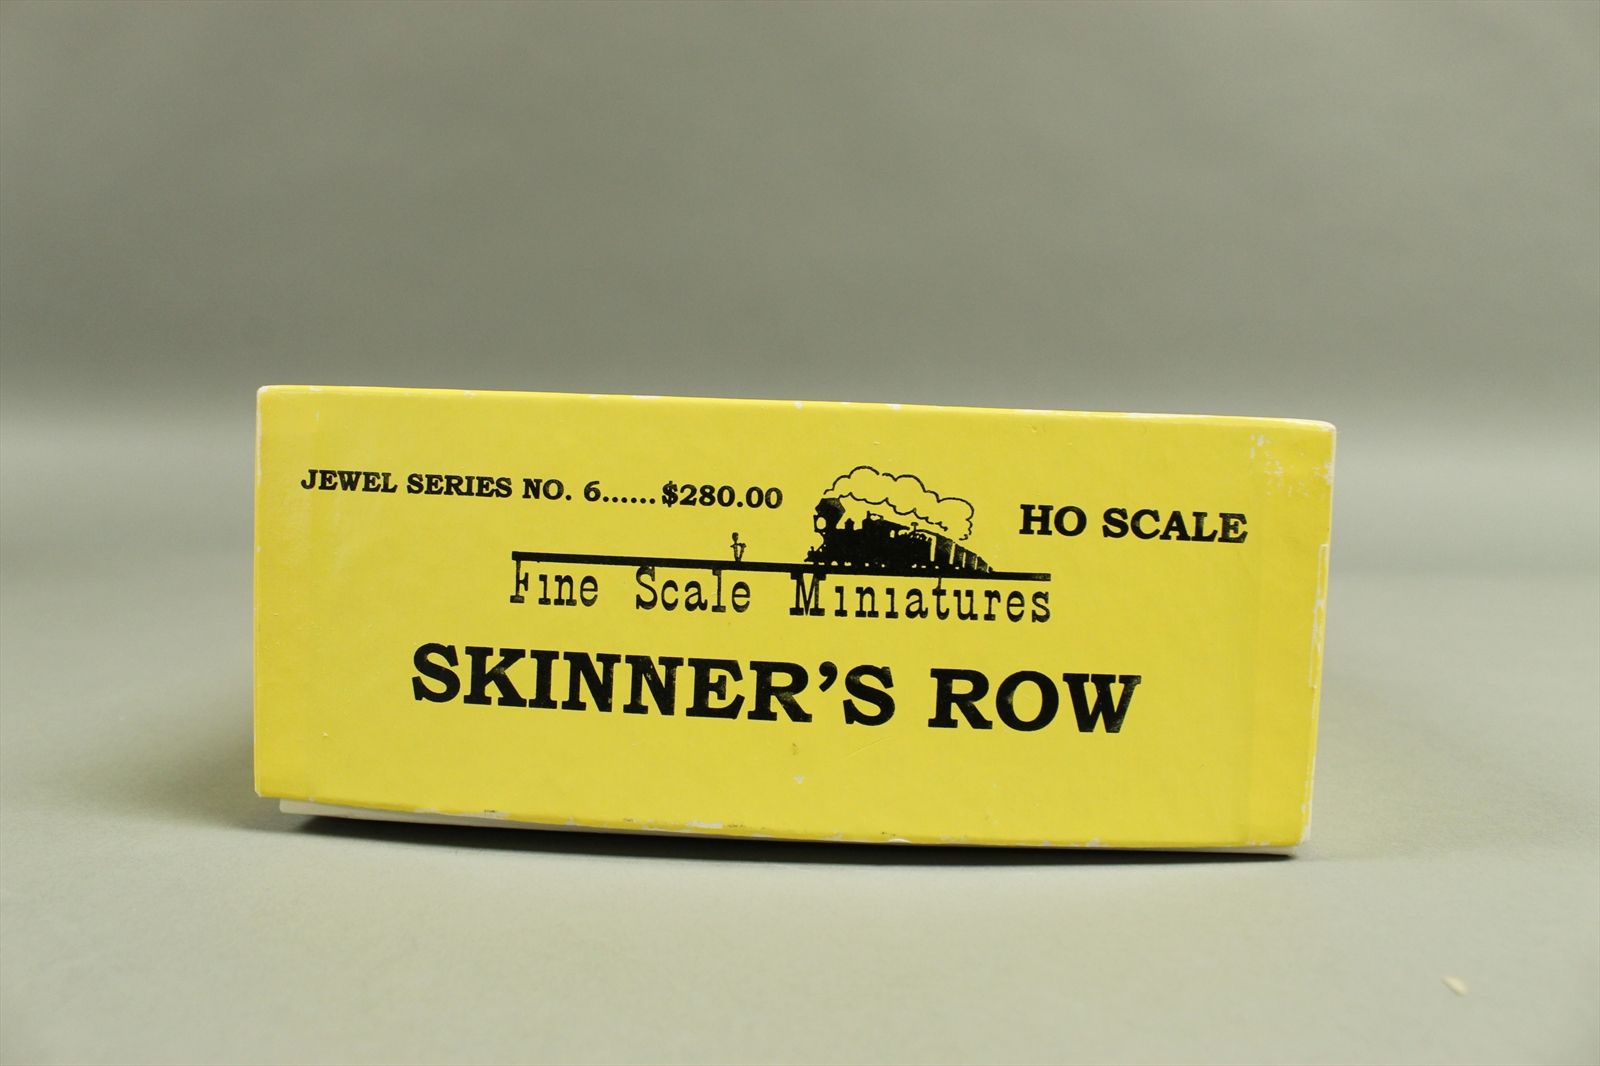 JEWEL SERIES NO. 6......$280.00
HO SCALE
Fine Scale Miniatures
SKINNER'S ROW